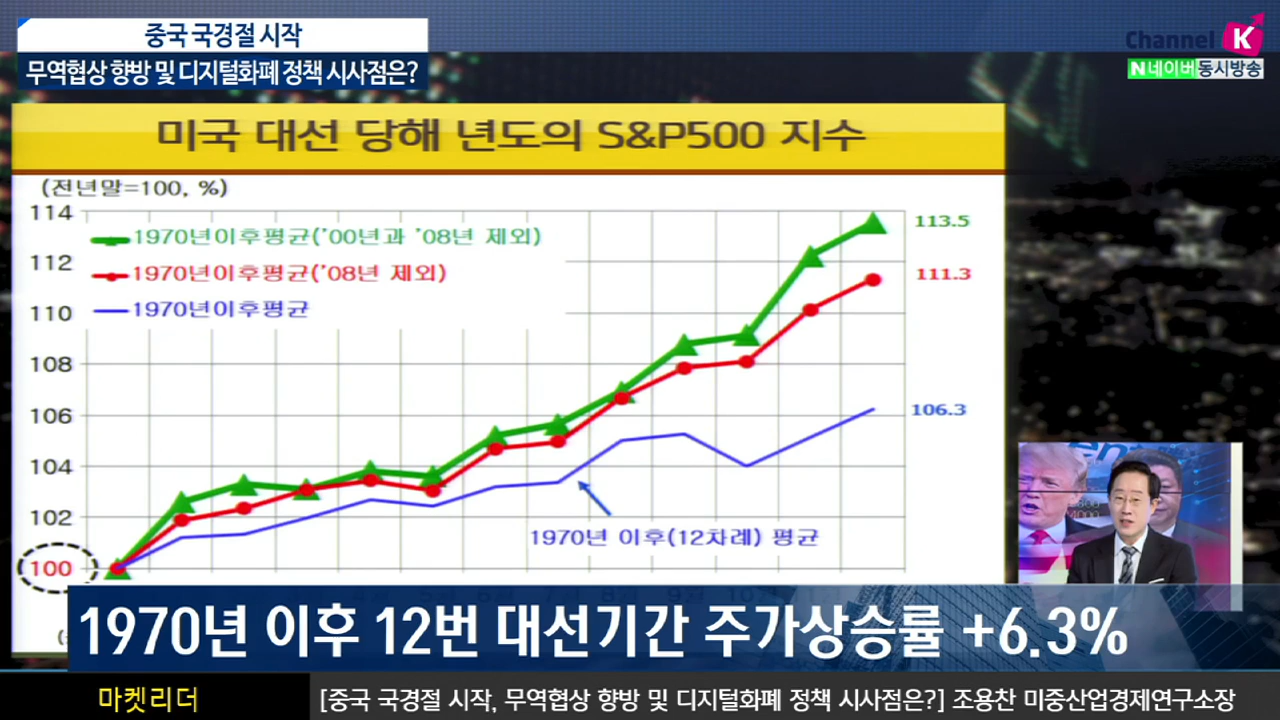 중국 국경절 시작
무역협상 향방 및 디지털화폐 정책 시사점은?
Channel K
N 네이버 동시방송
미국 대선 당해 년도의 S&P500 지수
(전년말=100, %)
114
112
110
108
106
104
102
100
1970년이후평균('00년과 '08년 제외)
1970년이후평균('08년 제외)
1970년이후평균
113.5
111.3
106.3
1970년 이후(12차례) 평균
1970년 이후 12번 대선기간 주가상승률 +6.3%
마켓리더
[중국 국경절 시작, 무역협상 향방 및 디지털화폐 정책 시사점은?] 조용찬 미중산업경제연구소장